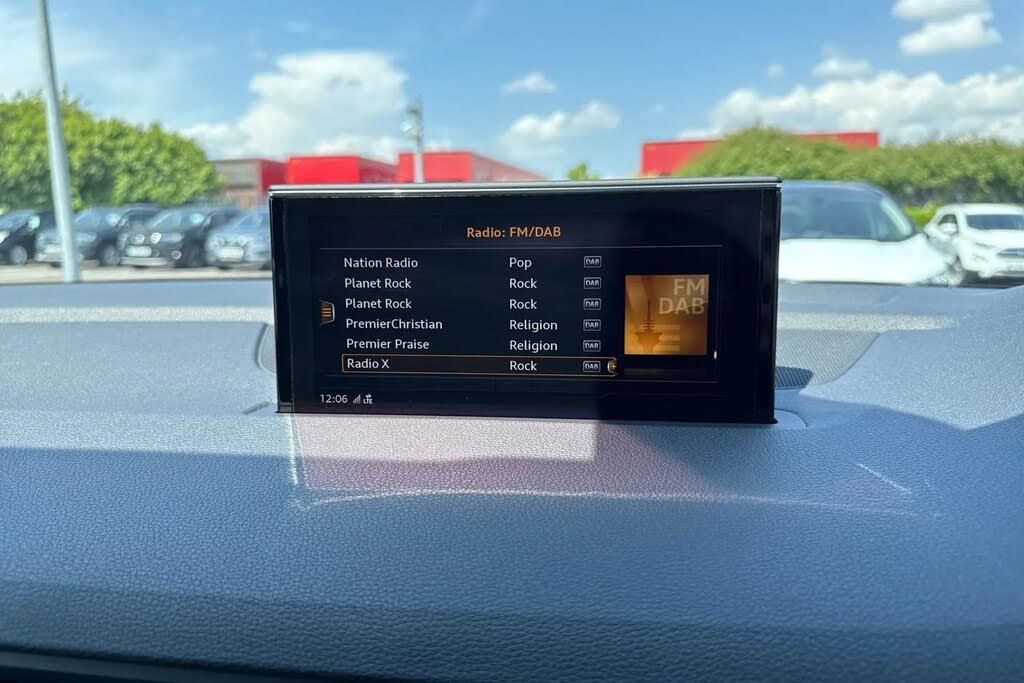 Radio: FM/DAB
Nation Radio Pop DAB
Planet Rock Rock DAB
Planet Rock Rock DAB
PremierChristian Religion DAB
Premier Praise Religion DAB
Radio X Rock DAB
FM
DAB
12:06 LTE